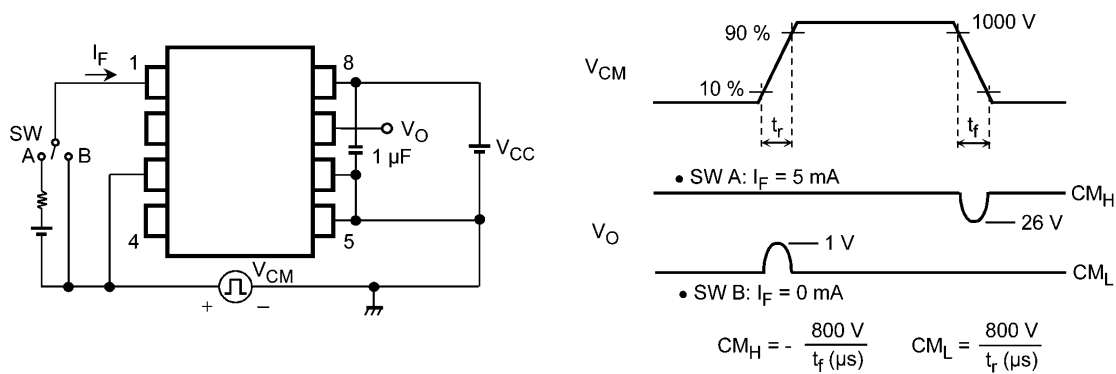 I_F
1
8
SW
A
B
V_O
1 µF
V_CC
4
5
V_CM
+
−
V_CM
90 %
10 %
1000 V
t_r
t_f
• SW A: I_F = 5 mA
CM_H
26 V
V_O
1 V
CM_L
• SW B: I_F = 0 mA
CM_H = - 800 V / t_f (µs)
CM_L = 800 V / t_r (µs)